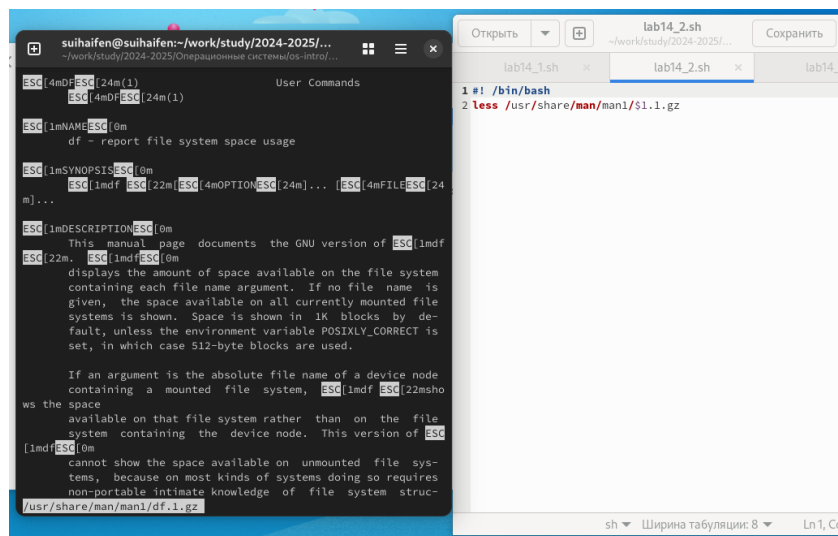 suihaifen@suihaifen:~/work/study/2024-2025/...
~/work/study/2024-2025/Операционные системы/os-intro/...
ESC[4mDFESC[24m(1) User Commands
ESC[4mDFESC[24m(1)
ESC[1mNAMEESC[0m
df - report file system space usage
ESC[1mSYNOPSISESC[0m
ESC[1mdf ESC[22m[ESC[4mOPTIONESC[24m]... [ESC[4mFILEESC[24
m]...
ESC[1mDESCRIPTIONESC[0m
This manual page documents the GNU version of ESC[1mdf
ESC[22m. ESC[1mdfESC[0m
displays the amount of space available on the file system
containing each file name argument. If no file name is
given, the space available on all currently mounted file
systems is shown. Space is shown in 1K blocks by de-
fault, unless the environment variable POSIXLY_CORRECT is
set, in which case 512-byte blocks are used.
If an argument is the absolute file name of a device node
containing a mounted file system, ESC[1mdf ESC[22msho
ws the space
available on that file system rather than on the file
system containing the device node. This version of ESC
[1mdfESC[0m
cannot show the space available on unmounted file sys-
tems, because on most kinds of systems doing so requires
non-portable intimate knowledge of file system struc-
/usr/share/man/man1/df.1.gz
Открыть
lab14_2.sh
~/work/study/2024-2025/...
Сохранить
lab14_1.sh × lab14_2.sh × lab14
1 #! /bin/bash
2 less /usr/share/man/man1/$1.1.gz
sh Ширина табуляции: 8 Ln 1, Co